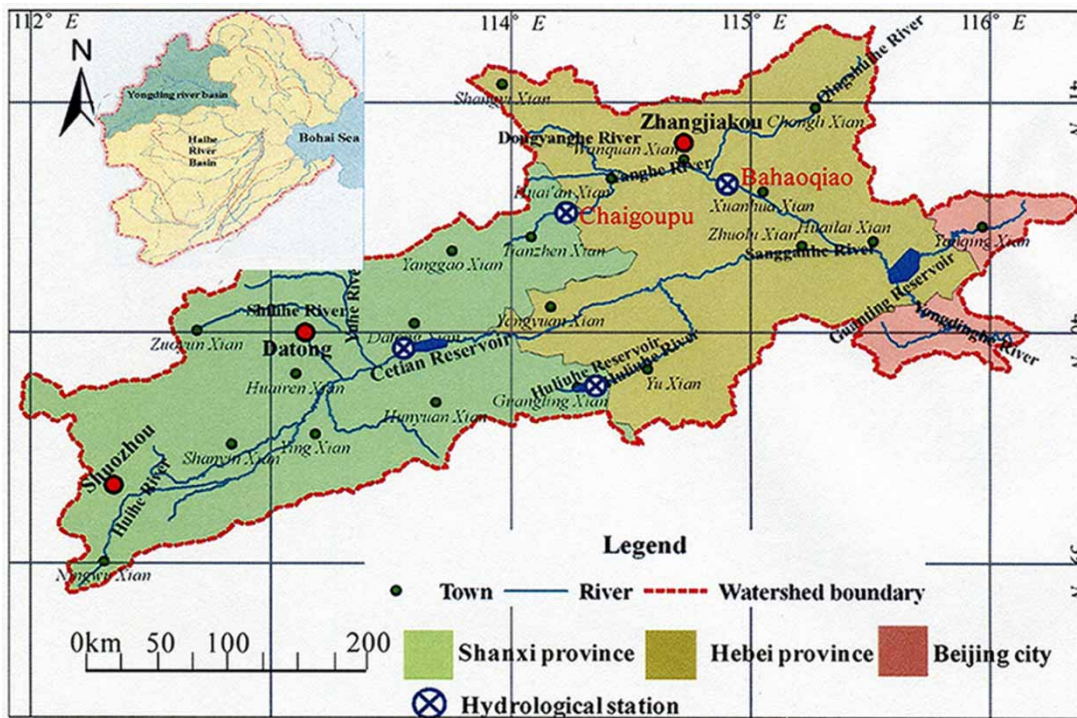 112° E
114° E
115° E
116° E
N
Yongding river basin
Haihe
River
Basin
Bohai Sea
41
Shangyi Xian
Qingshuihe River
Chongli Xian
Zhangjiakou
Dongyanghe River
Wanquan Xian
Yanghe River
Bahaoqiao
Huai'an Xian
Chaigoupu
Xuanhua Xian
Zhuolu Xian
Huailai Xian
Yanqing Xian
Tianzhen Xian
Sangganhe River
Yanggao Xian
Guanting Reservoir
Yongdinghe River
Shilihe River
Yuhe River
Yangyuan Xian
40
Zuoyun Xian
Datong
Cetian Reservoir
Huliuhe Reservoir
Huliuhe River
Huairen Xian
Yu Xian
Guangling Xian
Hunyuan Xian
Shuozhou
Shanyin Xian
Ying Xian
Huihe River
Ningwu Xian
Legend
39
N
Town River Watershed boundary
0km 50 100 200
Shanxi province Hebei province Beijing city
Hydrological station